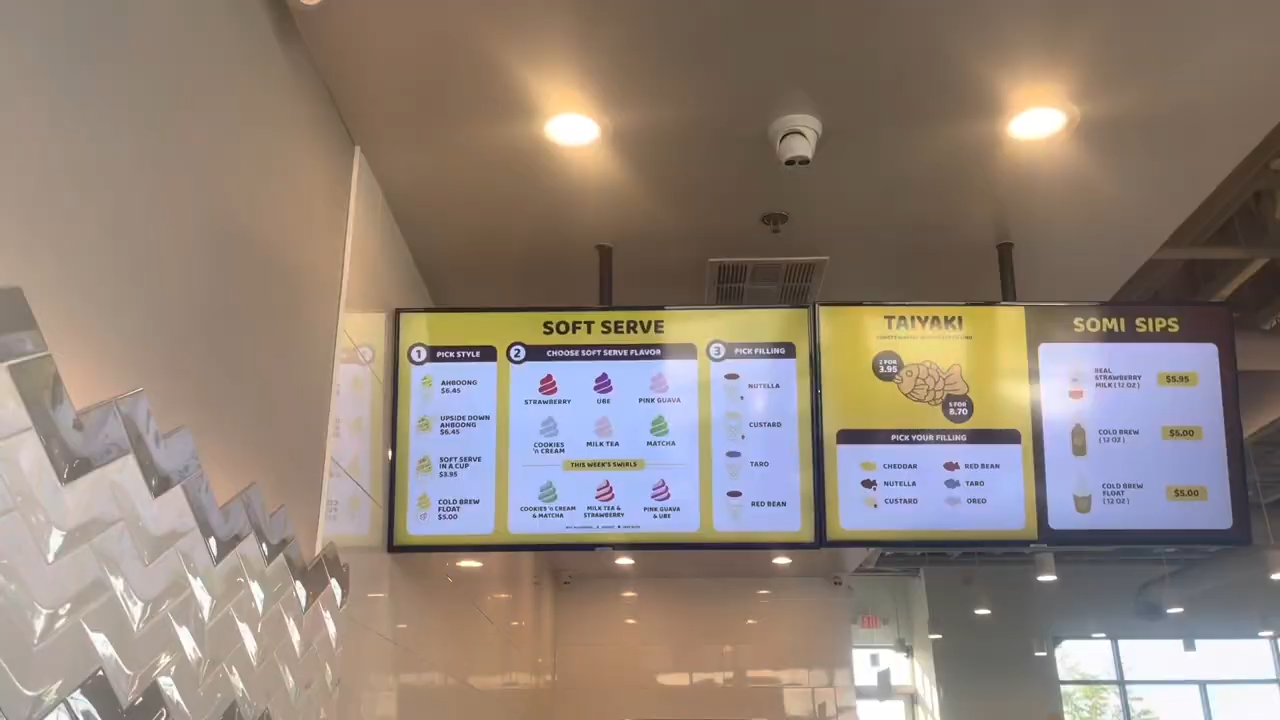 SOFT SERVE
1 PICK STYLE
AHBOONG
$6.45
UPSIDE DOWN
AHBOONG
$6.45
SOFT SERVE
IN A CUP
$3.95
COLD BREW
FLOAT
$5.00
2 CHOOSE SOFT SERVE FLAVOR
STRAWBERRY
UBE
PINK GUAVA
COOKIES
'n CREAM
MILK TEA
MATCHA
THIS WEEK'S SWIRLS
COOKIES 'n CREAM
& MATCHA
MILK TEA &
STRAWBERRY
PINK GUAVA
& UBE
3 PICK FILLING
NUTELLA
CUSTARD
TARO
RED BEAN
TAIYAKI
2 FOR
3.95
5 FOR
8.70
PICK YOUR FILLING
CHEDDAR
NUTELLA
CUSTARD
RED BEAN
TARO
OREO
SOMI SIPS
REAL
STRAWBERRY
MILK (12 OZ)
$5.95
COLD BREW
(12 OZ)
$5.00
COLD BREW
FLOAT
(12 OZ)
$5.00